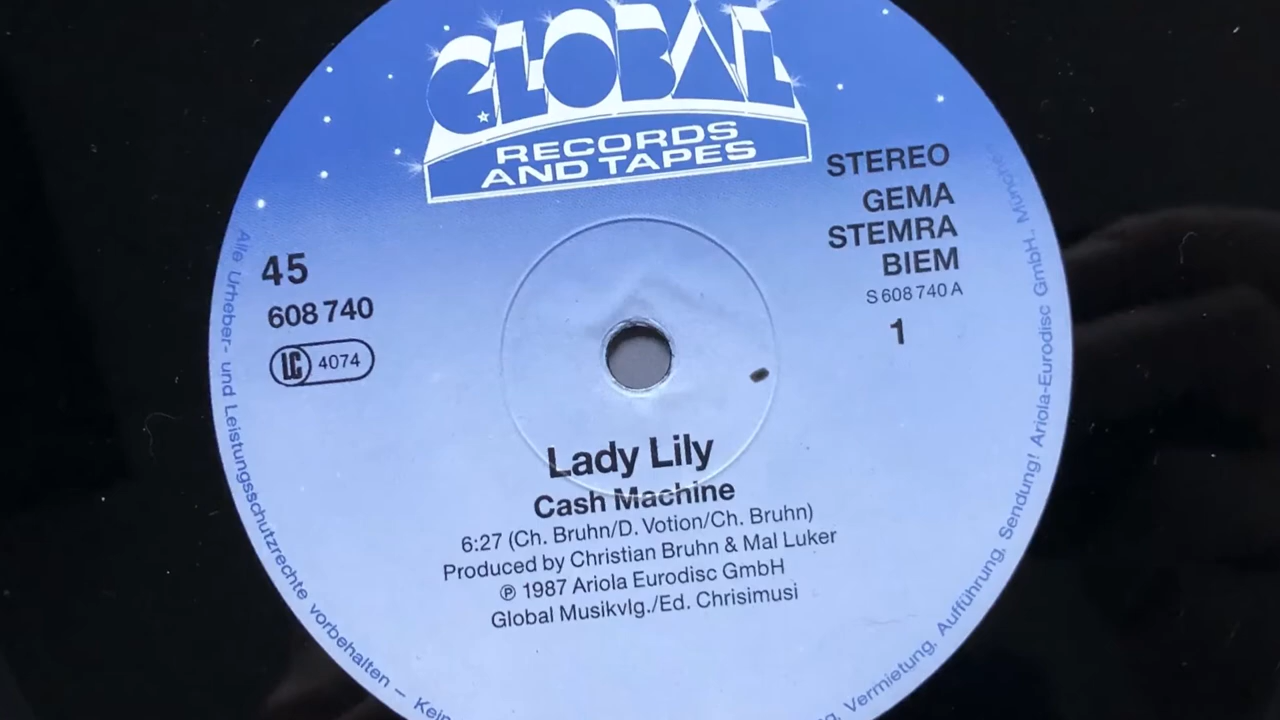 GLOBAL
RECORDS
AND TAPES
STEREO
GEMA
STEMRA
BIEM
S 608 740 A
1
45
608 740
LC 4074
Lady Lily
Cash Machine
6:27 (Ch. Bruhn/D. Votion/Ch. Bruhn)
Produced by Christian Bruhn & Mal Luker
℗ 1987 Ariola Eurodisc GmbH
Global Musikvlg./Ed. Chrisimusi
Alle Urheber- und Leistungsschutzrechte vorbehalten – Kein
Vermietung, Aufführung, Sendung! Ariola-Eurodisc GmbH., München